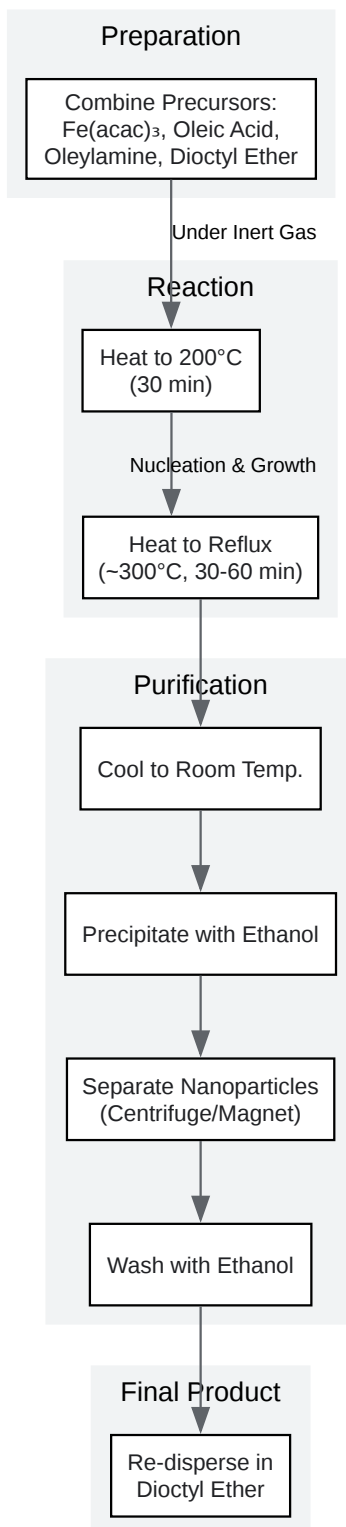 Preparation
Combine Precursors:
Fe(acac)₃, Oleic Acid,
Oleylamine, Dioctyl Ether
Under Inert Gas
Reaction
Heat to 200°C
(30 min)
Nucleation & Growth
Heat to Reflux
(~300°C, 30-60 min)
Purification
Cool to Room Temp.
Precipitate with Ethanol
Separate Nanoparticles
(Centrifuge/Magnet)
Wash with Ethanol
Final Product
Re-disperse in
Dioctyl Ether